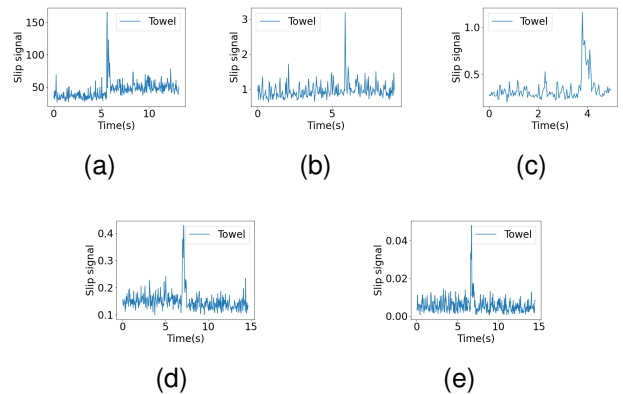 Towel
Slip signal
150
100
50
0
5
10
Time(s)
(a)
Towel
Slip signal
3
2
1
0
5
Time(s)
(b)
Towel
Slip signal
1.0
0.5
0
2
4
Time(s)
(c)
Towel
Slip signal
0.4
0.3
0.2
0.1
0
5
10
15
Time(s)
(d)
Towel
Slip signal
0.04
0.02
0.00
0
5
10
15
Time(s)
(e)